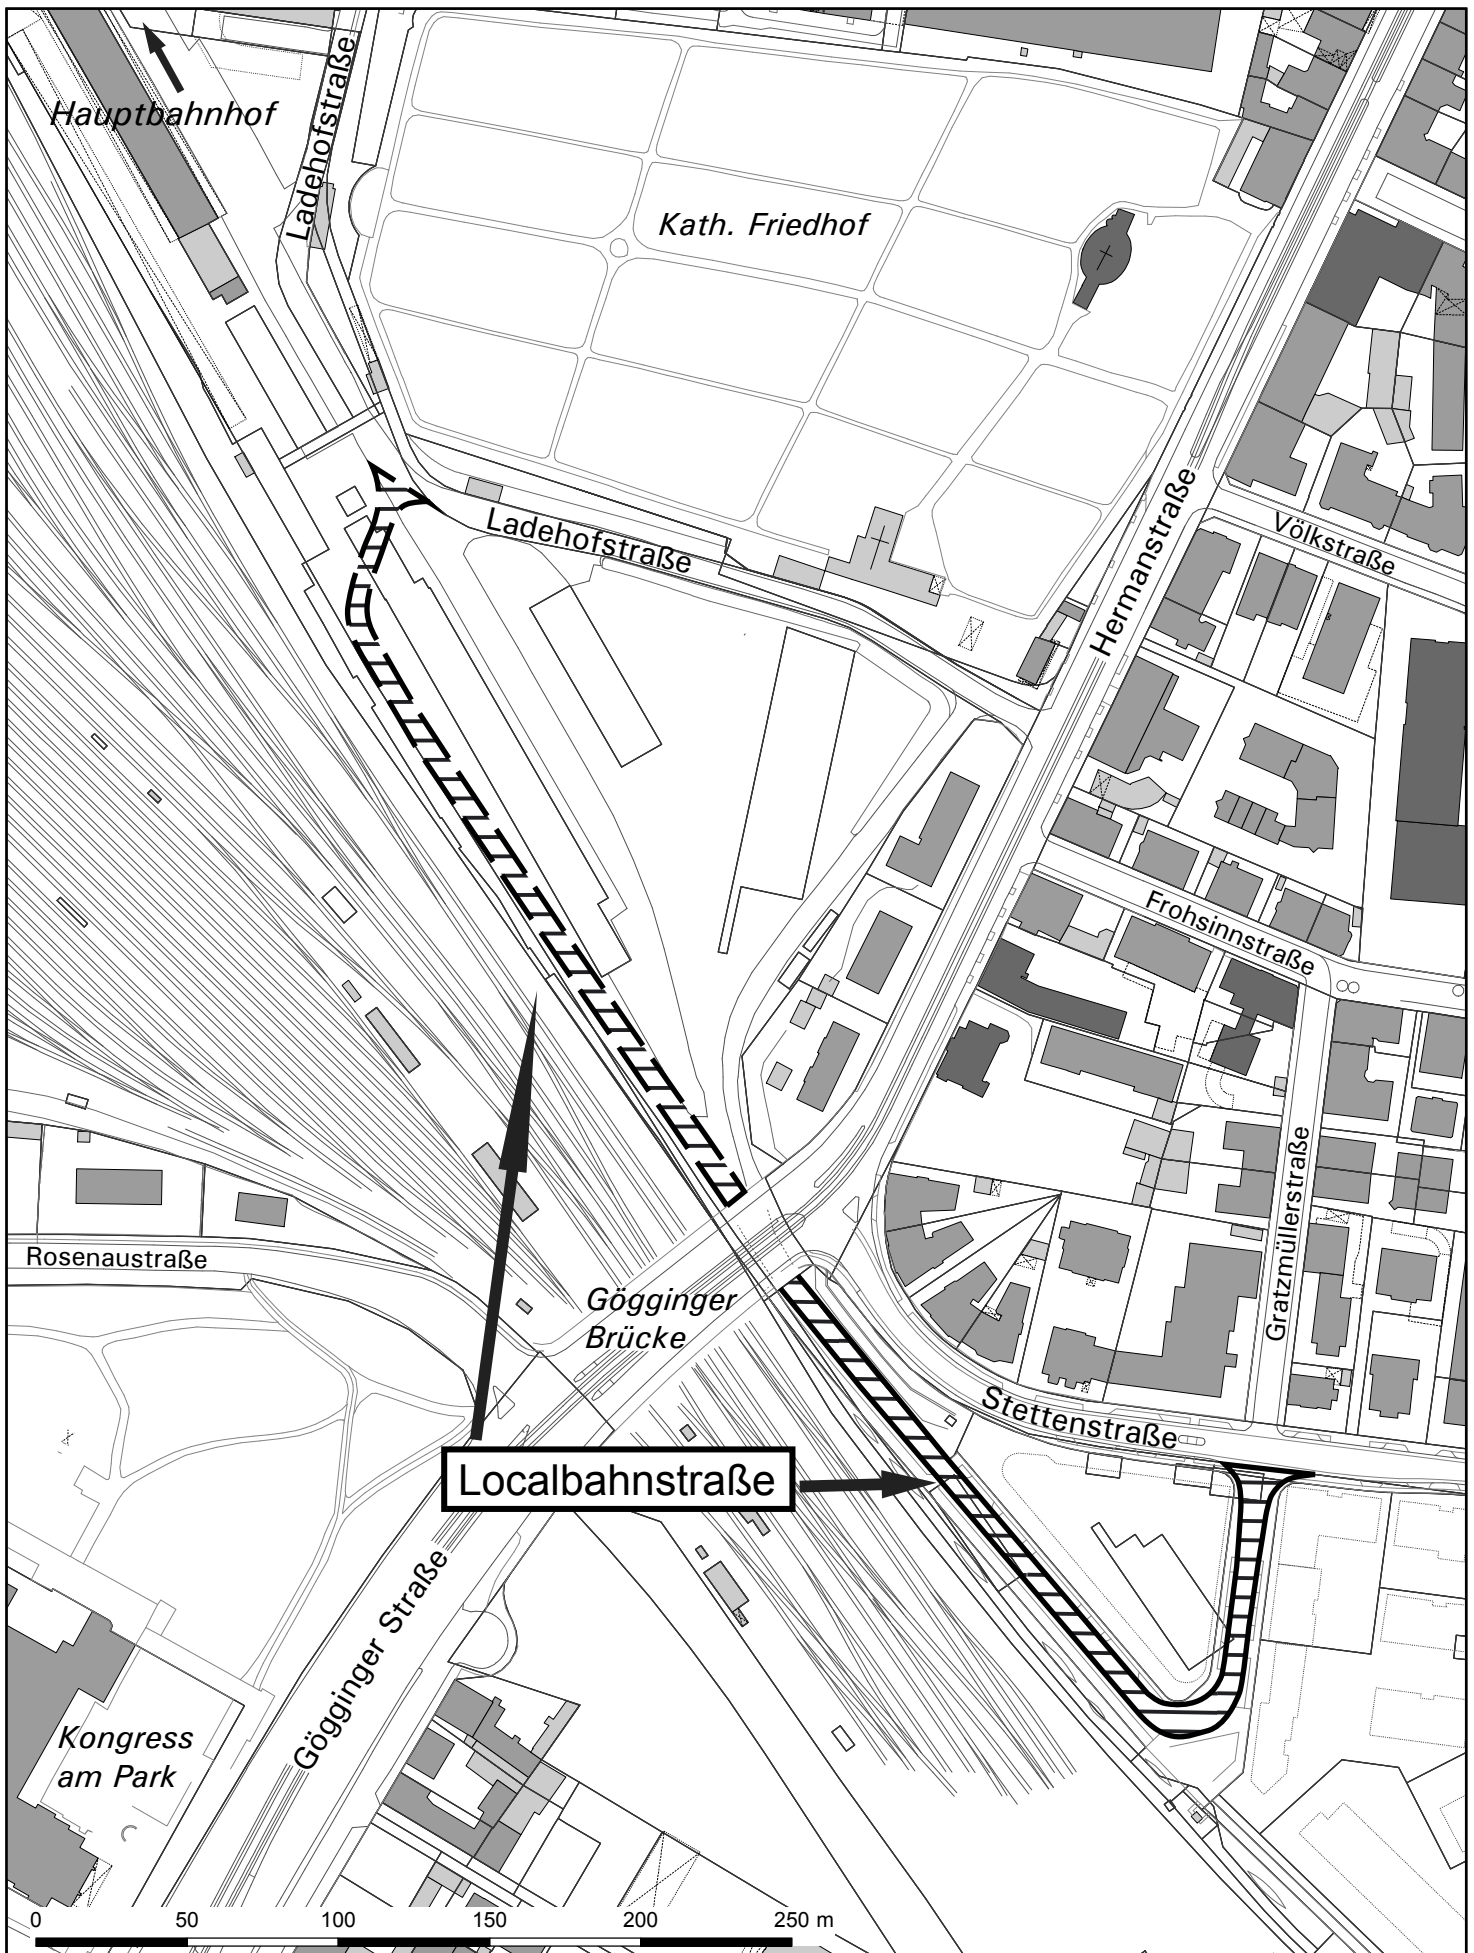 Hauptbahnhof
Ladehofstraße
Kath. Friedhof
Ladehofstraße
Hermanstraße
Völkstraße
Frohsinnstraße
Gratzmüllerstraße
Rosenaustraße
Gögginger
Brücke
Stettenstraße
Localbahnstraße
Gögginger Straße
Kongress
am Park
0 50 100 150 200 250 m